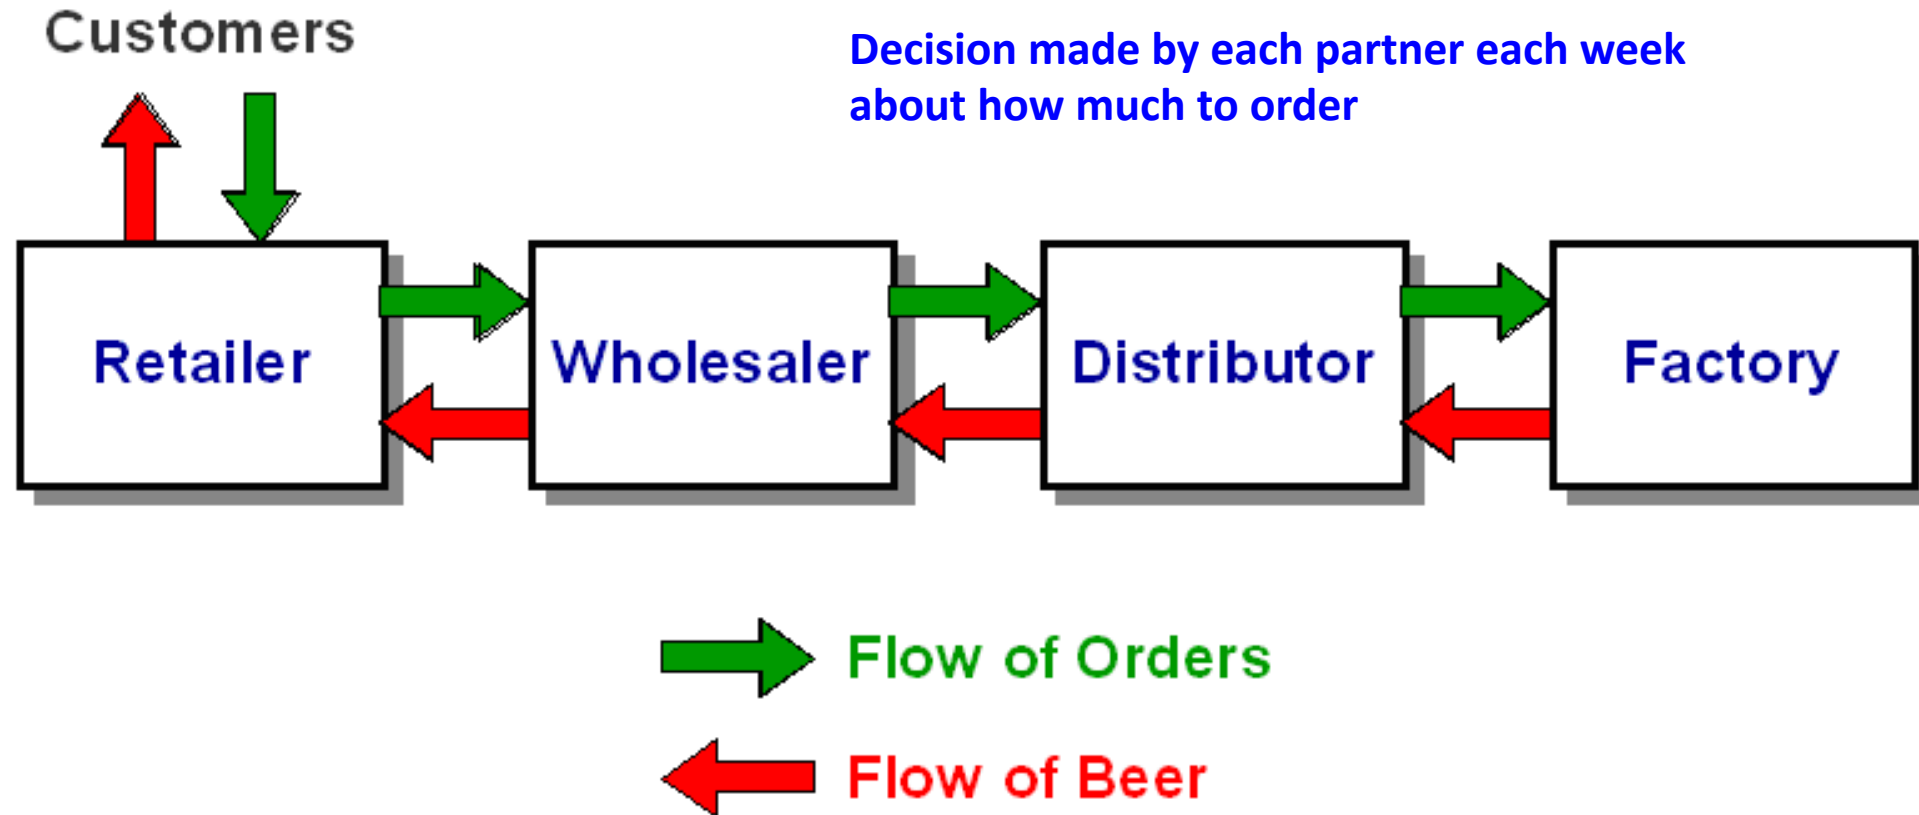 Customers
Decision made by each partner each week
about how much to order
Retailer
Wholesaler
Distributor
Factory
Flow of Orders
Flow of Beer